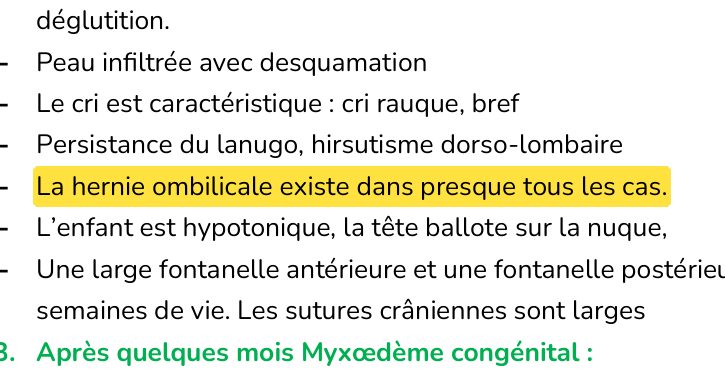 déglutition.
- Peau infiltrée avec desquamation
- Le cri est caractéristique : cri rauque, bref
- Persistance du lanugo, hirsutisme dorso-lombaire
- La hernie ombilicale existe dans presque tous les cas.
- L’enfant est hypotonique, la tête ballote sur la nuque,
- Une large fontanelle antérieure et une fontanelle
semaines de vie. Les sutures crâniennes sont larges
3. Après quelques mois Myxœdème congénital :